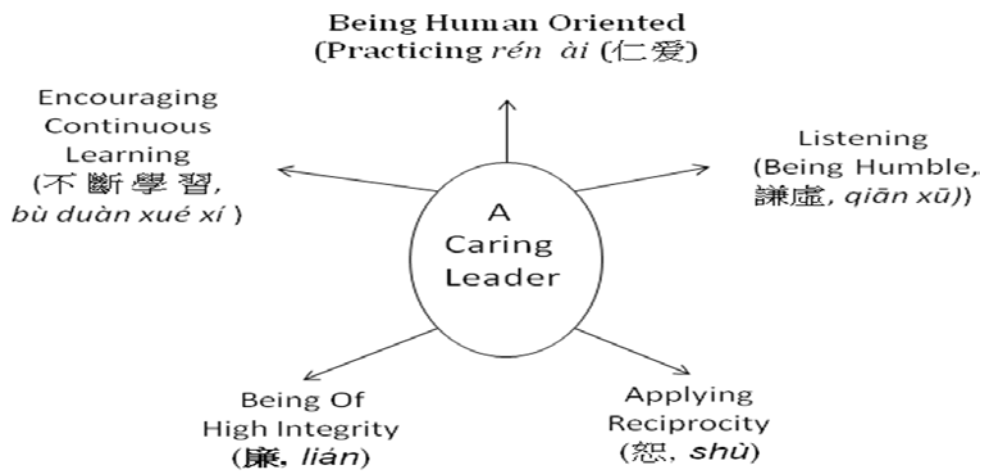 Being Human Oriented
(Practicing rén ài (仁爱)
Encouraging
Continuous
Learning
(不斷學習,
bù duàn xué xí )
Listening
(Being Humble,
謙虛, qiān xū))
A
Caring
Leader
Being Of
High Integrity
(廉, lián)
Applying
Reciprocity
(恕, shù)